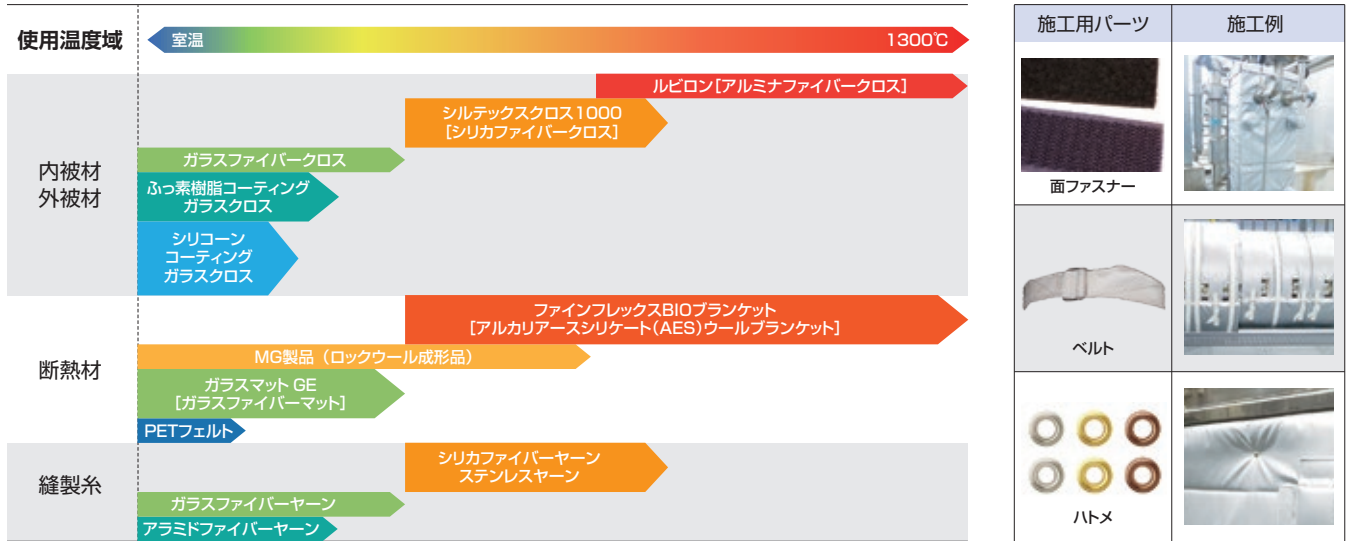 使用温度域
室温
1300℃
内被材
外被材
ルビロン[アルミナファイバークロス]
シルテックスクロス1000
[シリカファイバークロス]
ガラスファイバークロス
ふっ素樹脂コーティング
ガラスクロス
シリコーン
コーティング
ガラスクロス
断熱材
ファインフレックスBIOブランケット
[アルカリアースシリケート(AES)ウールブランケット]
MG製品（ロックウール成形品）
ガラスマット GE
[ガラスファイバーマット]
PETフェルト
縫製糸
シリカファイバーヤーン
ステンレスヤーン
ガラスファイバーヤーン
アラミドファイバーヤーン
施工用パーツ
施工例
面ファスナー
ベルト
ハトメ